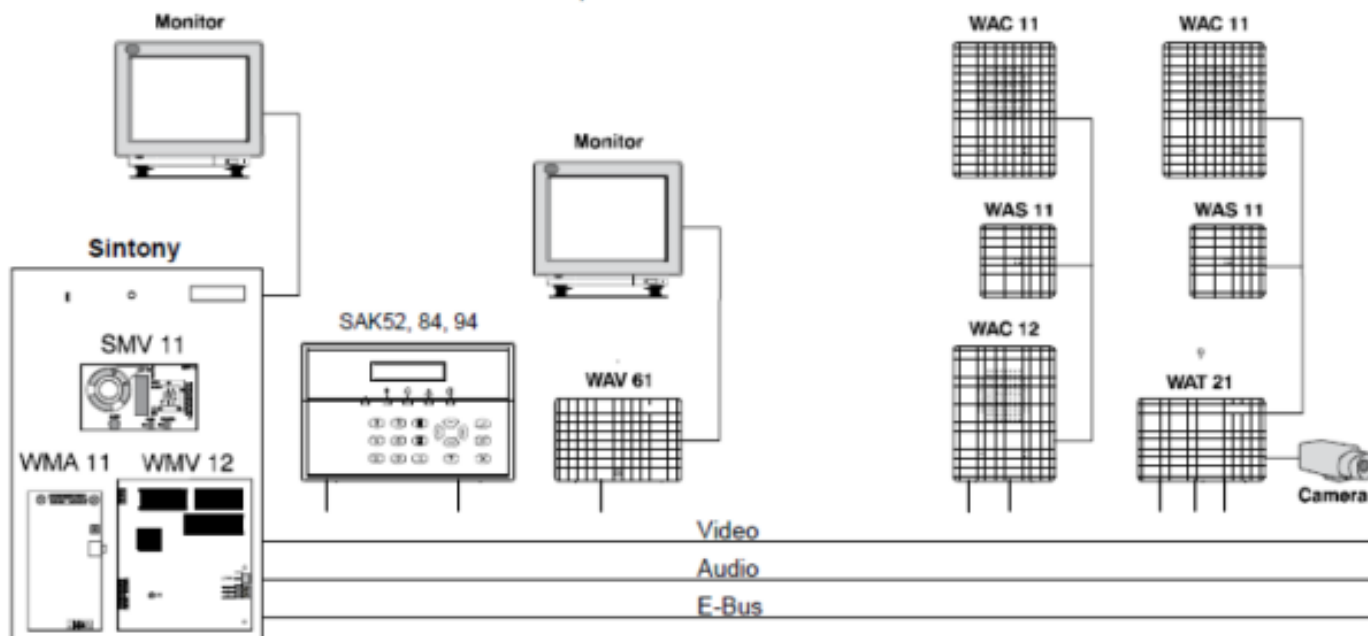 Monitor
WAC 11
WAC 11
Monitor
WAS 11
WAS 11
Sintony
SAK52, 84, 94
WAC 12
SMV 11
WAV 61
WAT 21
WMA 11
WMV 12
Camera
Video
Audio
E-Bus